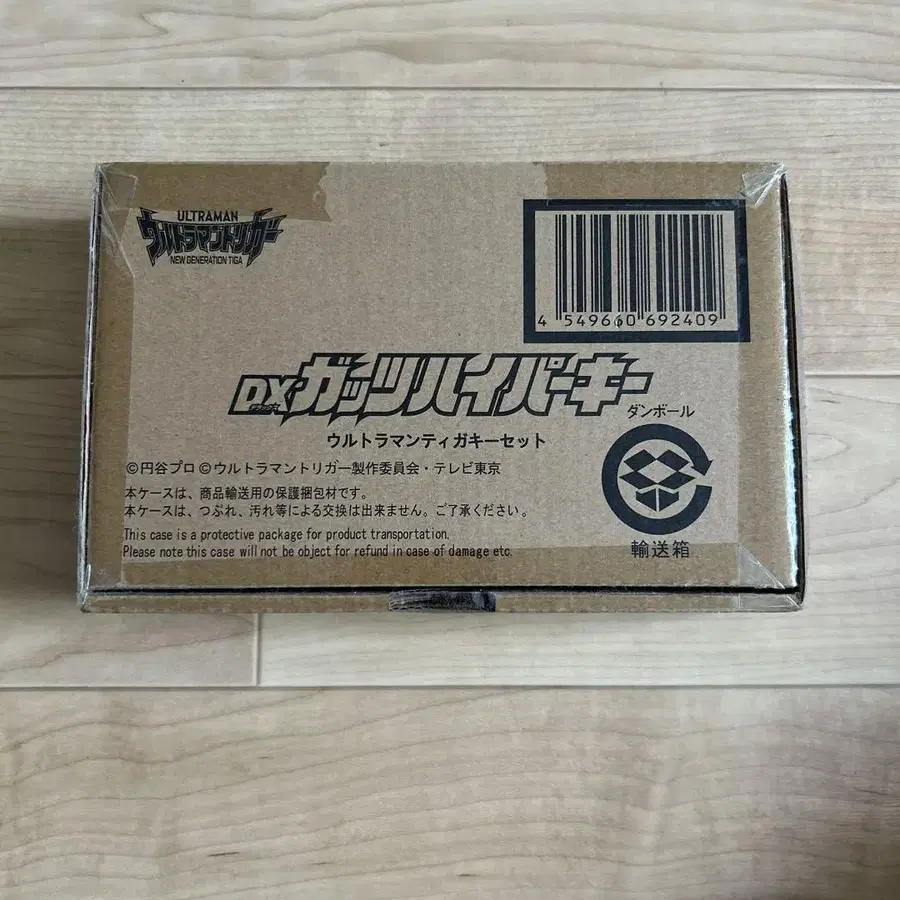 ULTRAMAN
ウルトラマントリガー
NEW GENERATION TIGA
4 549660 692409
DXガッツハイパーキー
デラックス
ウルトラマンティガキーセット
ダンボール
©円谷プロ ©ウルトラマントリガー製作委員会・テレビ東京
本ケースは、商品輸送用の保護梱包材です。
本ケースは、つぶれ、汚れ等による交換は出来ません。ご了承ください。
This case is a protective package for product transportation.
Please note this case will not be object for refund in case of damage etc.
輸送箱